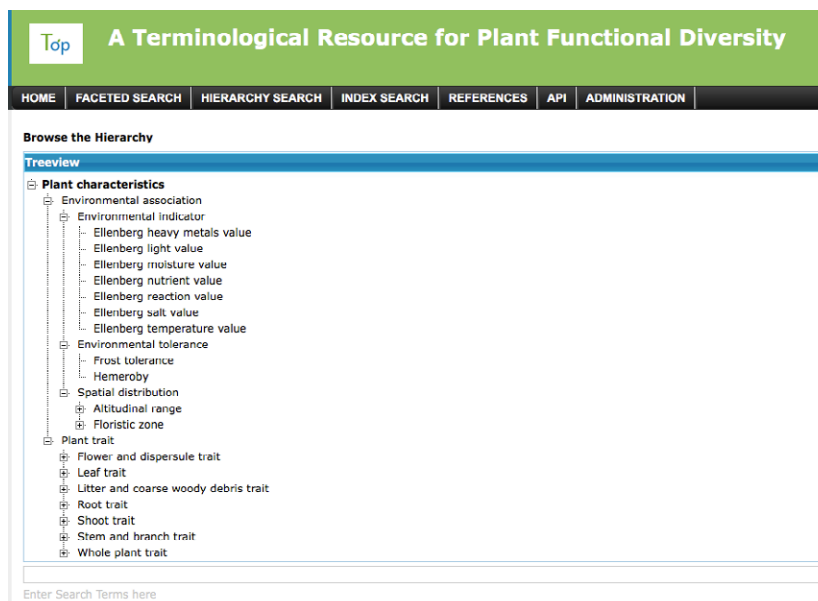 Top
A Terminological Resource for Plant Functional Diversity
HOME FACETED SEARCH HIERARCHY SEARCH INDEX SEARCH REFERENCES API ADMINISTRATION
Browse the Hierarchy
Treeview
Plant characteristics
Environmental association
Environmental indicator
Ellenberg heavy metals value
Ellenberg light value
Ellenberg moisture value
Ellenberg nutrient value
Ellenberg reaction value
Ellenberg salt value
Ellenberg temperature value
Environmental tolerance
Frost tolerance
Hemeroby
Spatial distribution
Altitudinal range
Floristic zone
Plant trait
Flower and dispersule trait
Leaf trait
Litter and coarse woody debris trait
Root trait
Shoot trait
Stem and branch trait
Whole plant trait
Enter Search Terms here